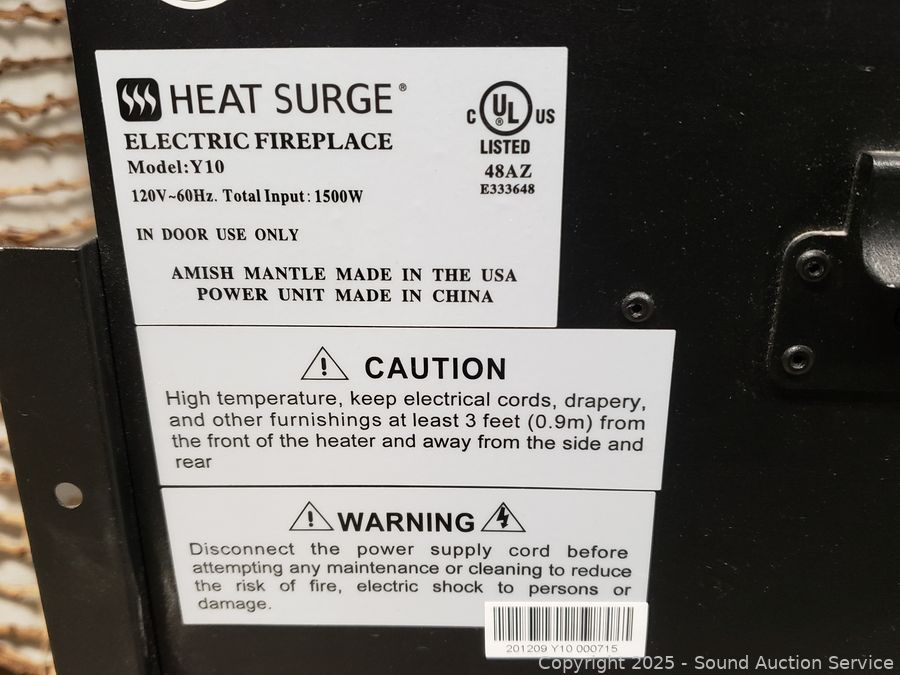 HEAT SURGE®
ELECTRIC FIREPLACE
Model:Y10
120V~60Hz. Total Input: 1500W
IN DOOR USE ONLY
AMISH MANTLE MADE IN THE USA
POWER UNIT MADE IN CHINA
C UL® US
LISTED
48AZ
E333648
CAUTION
High temperature, keep electrical cords, drapery,
and other furnishings at least 3 feet (0.9m) from
the front of the heater and away from the side and
rear
WARNING
Disconnect the power supply cord before
attempting any maintenance or cleaning to reduce
the risk of fire, electric shock to persons or
damage.
201209 Y10 000715
Copyright 2025 - Sound Auction Service